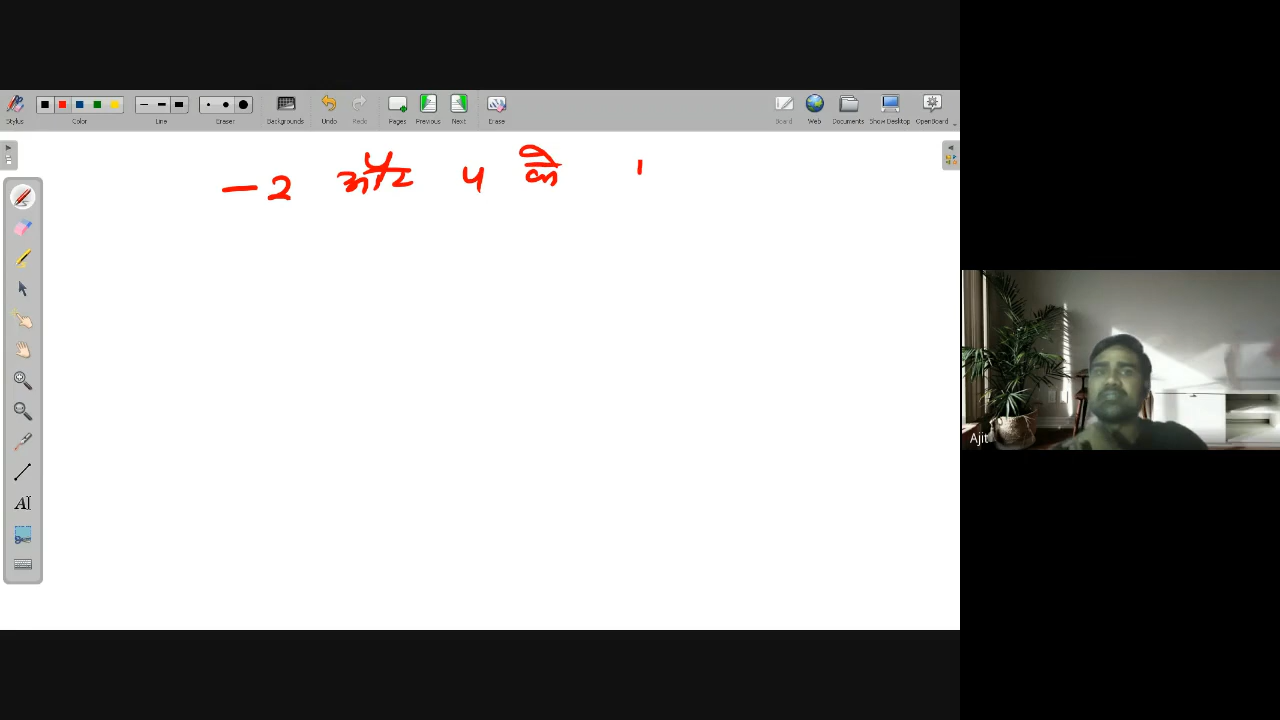 Stylus Color Line Eraser Backgrounds Undo Redo Pages Previous Next Erase Board Web Documents Show Desktop OpenBoard
-2 और 4 के
Ajit